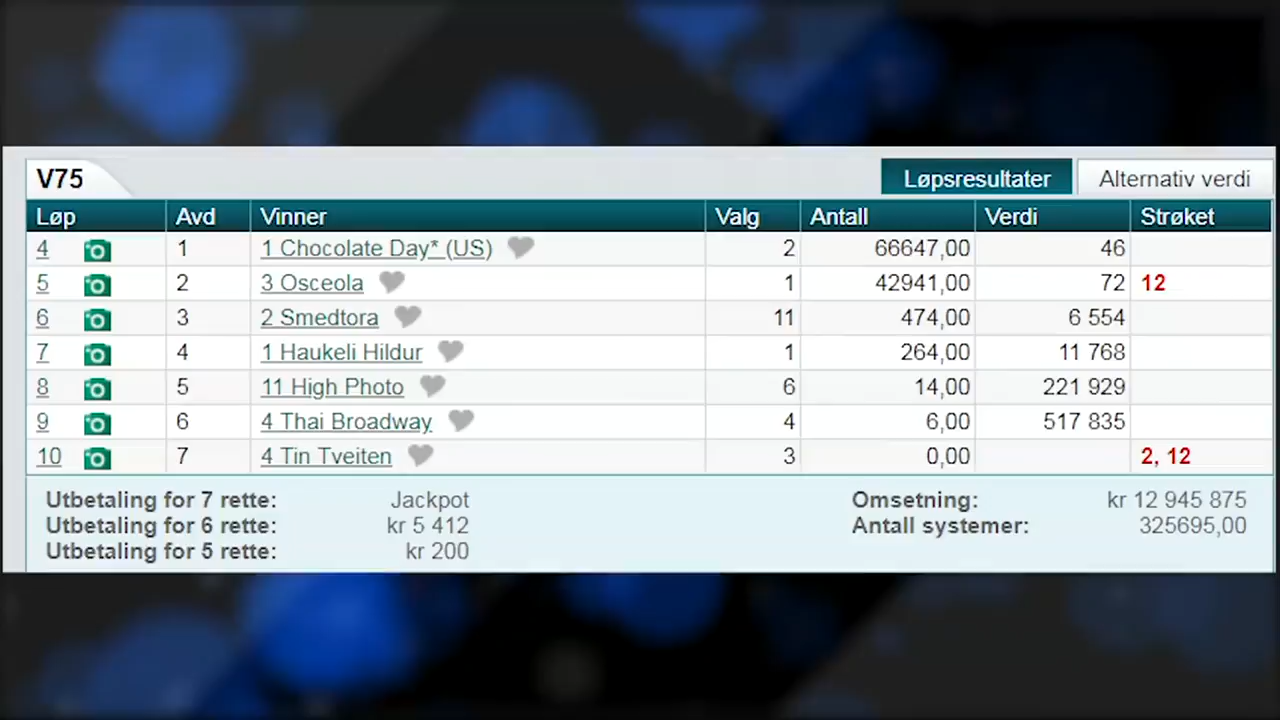 V75 Løpsresultater Alternativ verdi
Løp Avd Vinner Valg Antall Verdi Strøket
4 1 1 Chocolate Day* (US) 2 66647,00 46
5 2 3 Osceola 1 42941,00 72 12
6 3 2 Smedtora 11 474,00 6 554
7 4 1 Haukeli Hildur 1 264,00 11 768
8 5 11 High Photo 6 14,00 221 929
9 6 4 Thai Broadway 4 6,00 517 835
10 7 4 Tin Tveiten 3 0,00 2, 12
Utbetaling for 7 rette: Jackpot Omsetning: kr 12 945 875
Utbetaling for 6 rette: kr 5 412 Antall systemer: 325695,00
Utbetaling for 5 rette: kr 200